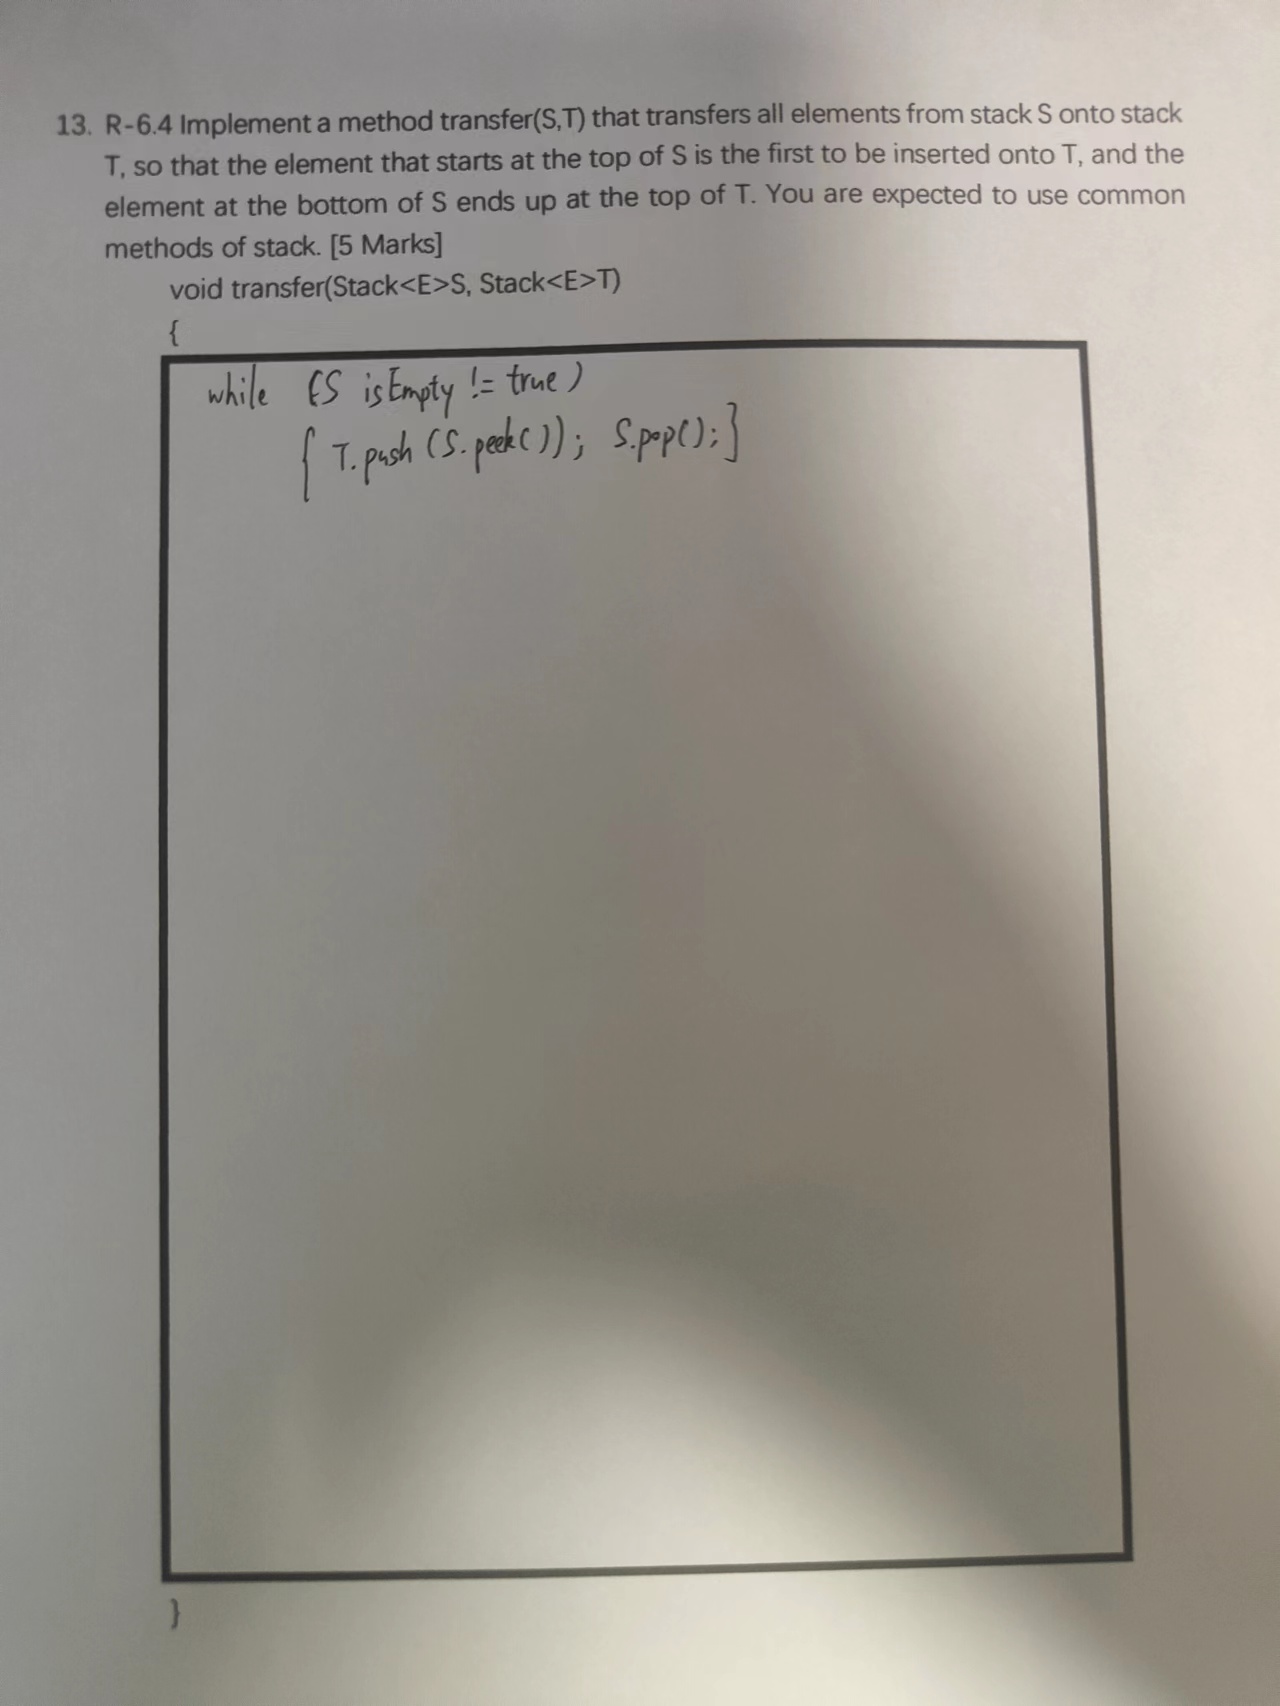 13. R-6.4 Implement a method transfer(S,T) that transfers all elements from stack S onto stack
T, so that the element that starts at the top of S is the first to be inserted onto T, and the
element at the bottom of S ends up at the top of T. You are expected to use common
methods of stack. [5 Marks]
void transfer(Stack<E>S, Stack<E>T)
{
while (S isEmpty != true)
{ T.push (S.peek()); S.pop(); }
}